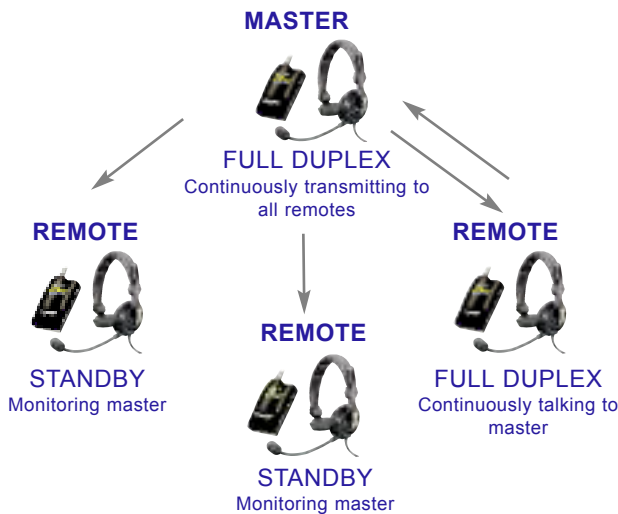 MASTER
FULL DUPLEX
Continuously transmitting to
all remotes
REMOTE
STANDBY
Monitoring master
REMOTE
STANDBY
Monitoring master
REMOTE
FULL DUPLEX
Continuously talking to
master